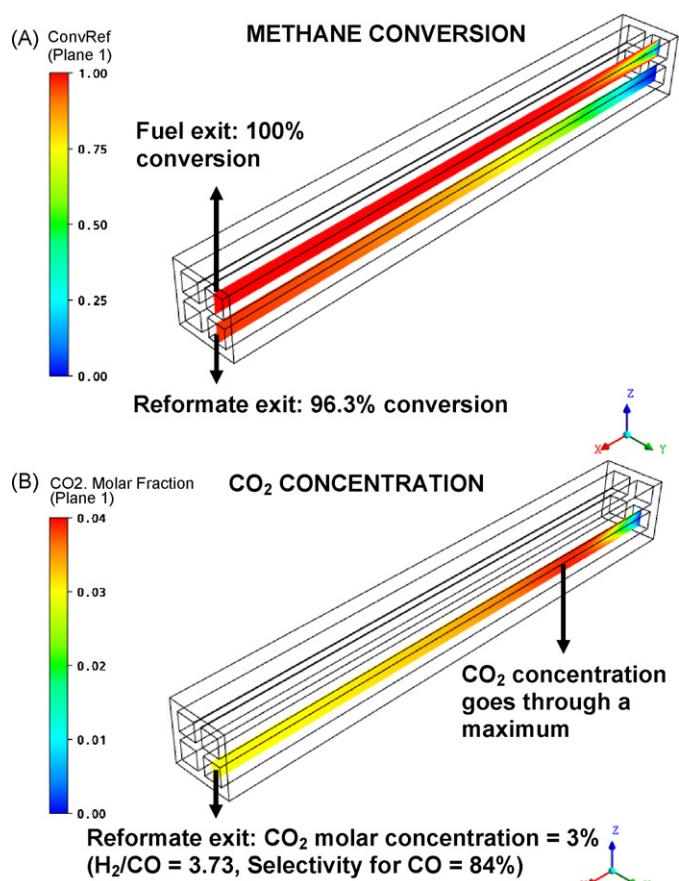 (A) ConvRef
(Plane 1)
METHANE CONVERSION
1.00
0.75
0.50
0.25
0.00
Fuel exit: 100%
conversion
Reformate exit: 96.3% conversion
Z
X
Y
(B) CO2. Molar Fraction
(Plane 1)
CO₂ CONCENTRATION
0.04
0.03
0.02
0.01
0.00
CO₂ concentration
goes through a
maximum
Reformate exit: CO₂ molar concentration = 3%
(H₂/CO = 3.73, Selectivity for CO = 84%)
Z